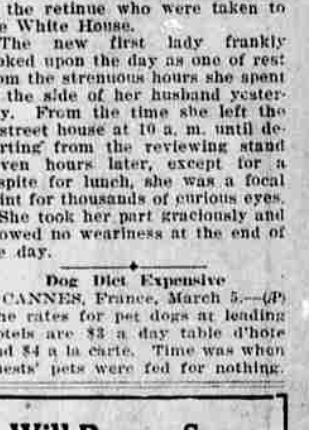 the retinue who were taken to
e White House.
The new first lady frankly
oked upon the day as one of rest
om the strenuous hours she spent
the side of her husband yester-
y. From the time she left the
street house at 10 a. m. until de-
rting from the reviewing stand
ven hours later, except for a
spite for lunch, she was a focal
int for thousands of curious eyes.
She took her part graciously and
owed no weariness at the end of
e day.
Dog Diet Expensive
CANNES, France, March 5.—(AP)
he rates for pet dogs at leading
otels are $3 a day table d'hote
nd $4 a la carte. Time was when
ests' pets were fed for nothing.